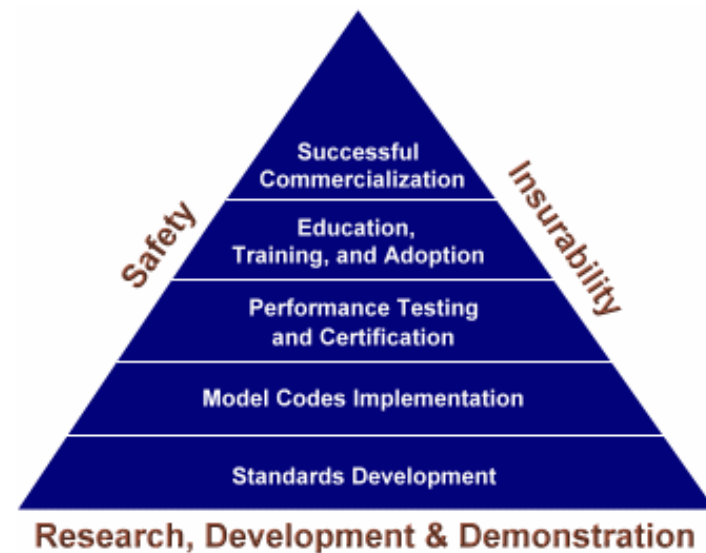 Successful
Commercialization
Safety
Insurability
Education,
Training, and Adoption
Performance Testing
and Certification
Model Codes Implementation
Standards Development
Research, Development & Demonstration